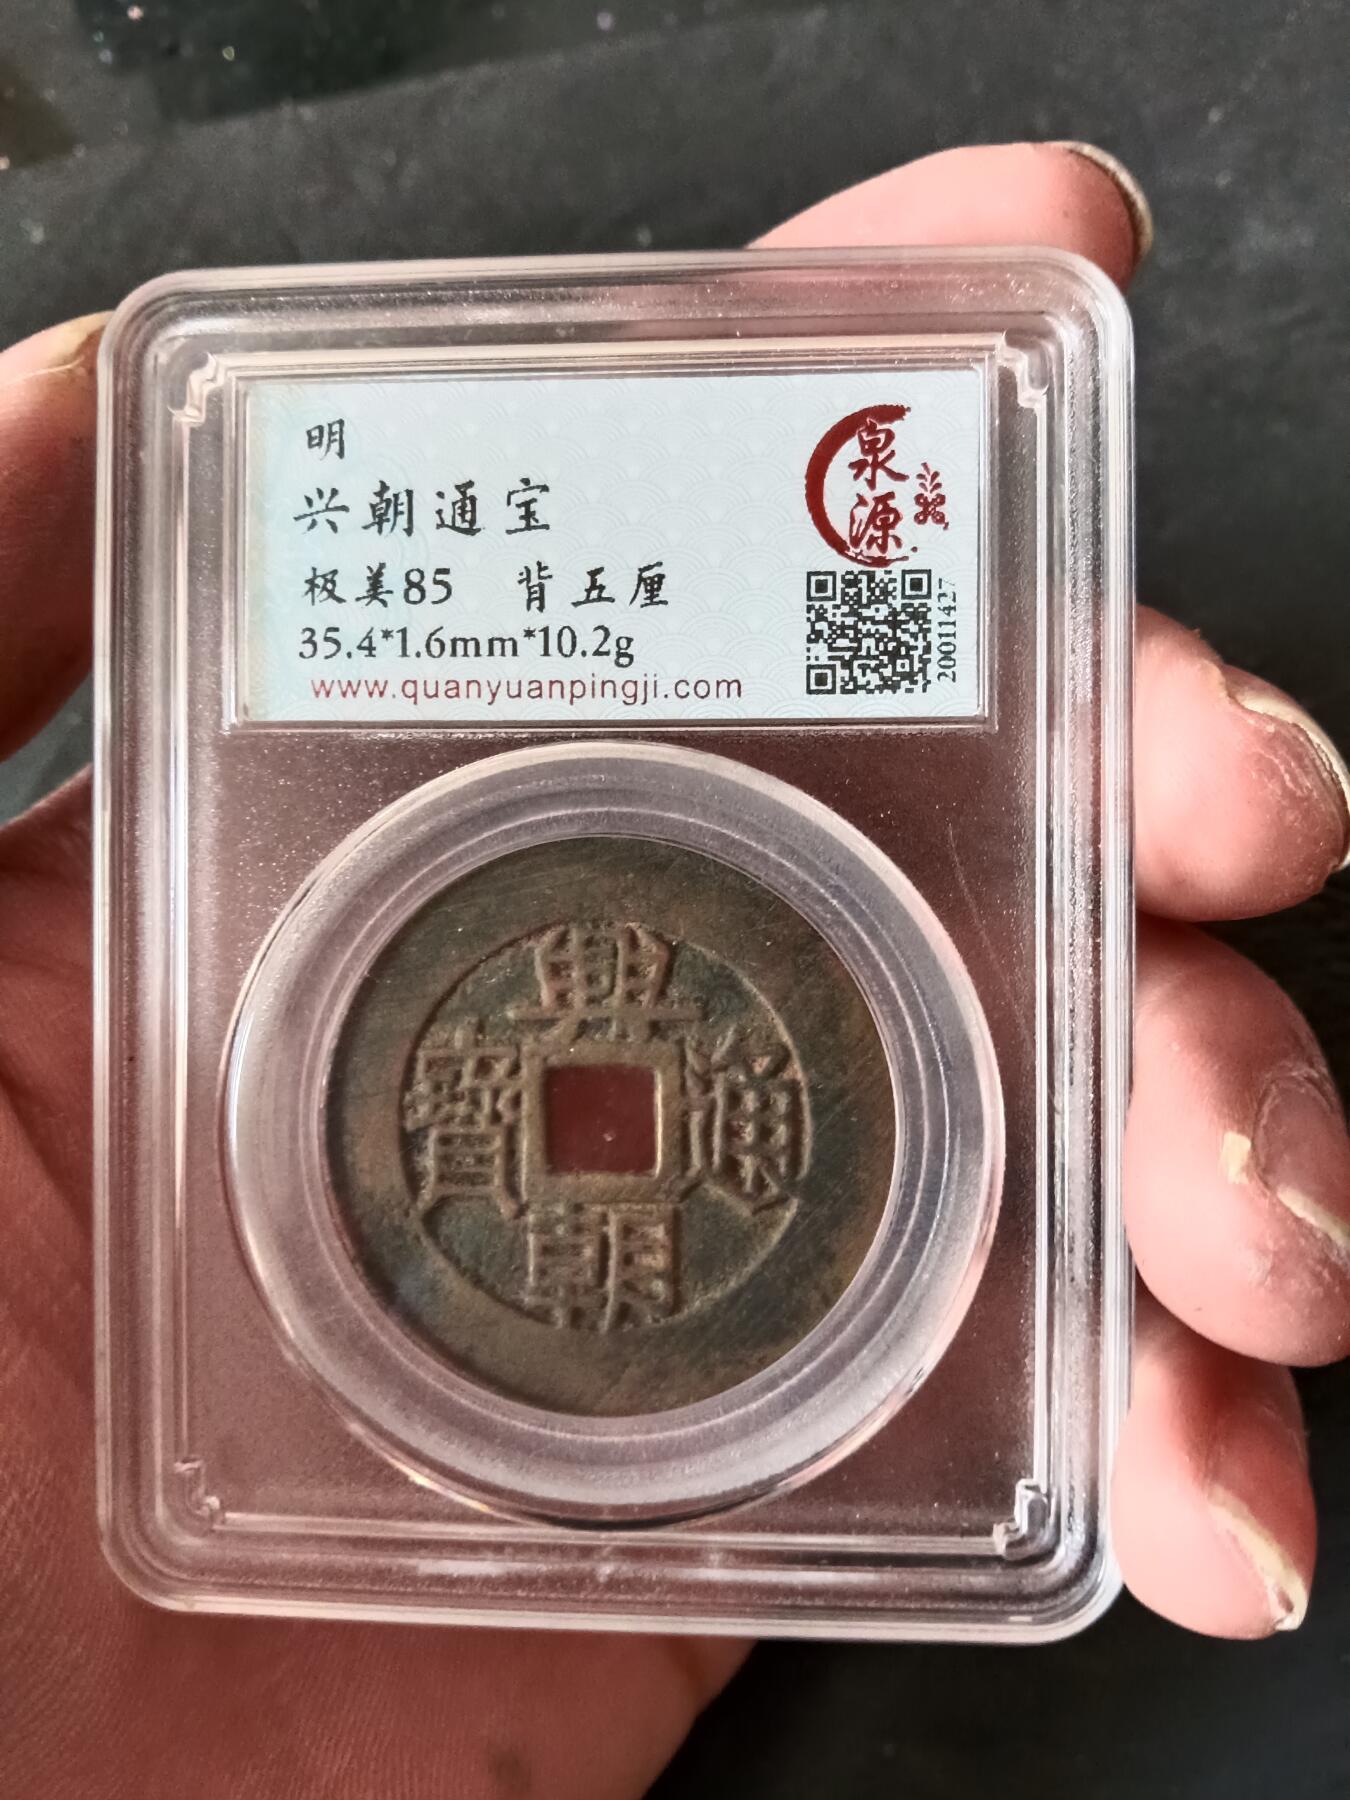 明
兴朝通宝
极美85 背五厘
35.4*1.6mm*10.2g
www.quanyuanpingji.com
泉源
20011427
興朝通寶